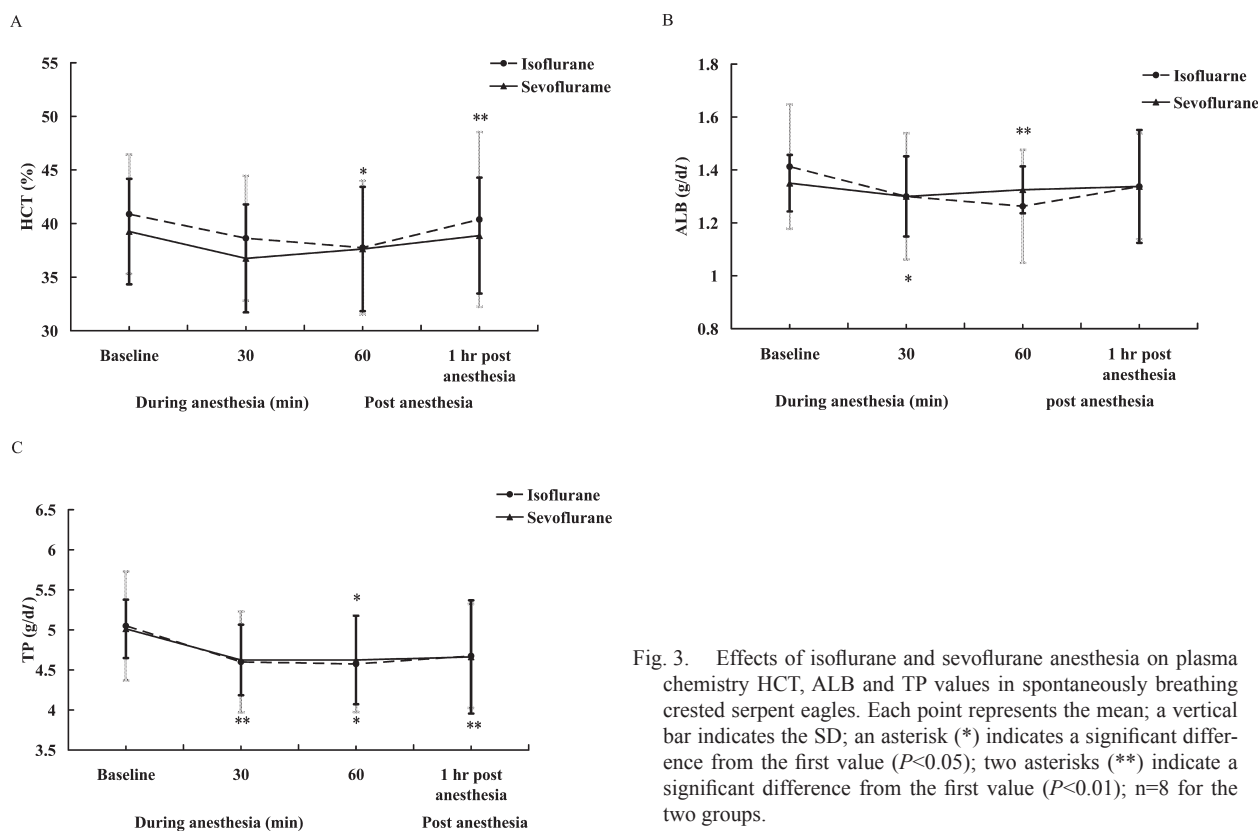 A
HCT (%)
55
50
45
40
35
30
Isoflurane
Sevoflurame
**
*
Baseline 30 60 1 hr post
anesthesia
During anesthesia (min) Post anesthesia
B
ALB (g/dl)
1.8
1.6
1.4
1.2
1
0.8
Isofluarne
Sevoflurane
**
*
Baseline 30 60 1 hr post
anesthesia
During anesthesia (min) post anesthesia
C
TP (g/dl)
6.5
6
5.5
5
4.5
4
3.5
Isoflurane
Sevoflurane
*
** * **
Baseline 30 60 1 hr post
anesthesia
During anesthesia (min) Post anesthesia
Fig. 3. Effects of isoflurane and sevoflurane anesthesia on plasma
chemistry HCT, ALB and TP values in spontaneously breathing
crested serpent eagles. Each point represents the mean; a vertical
bar indicates the SD; an asterisk (*) indicates a significant differ-
ence from the first value (P<0.05); two asterisks (**) indicate a
significant difference from the first value (P<0.01); n=8 for the
two groups.